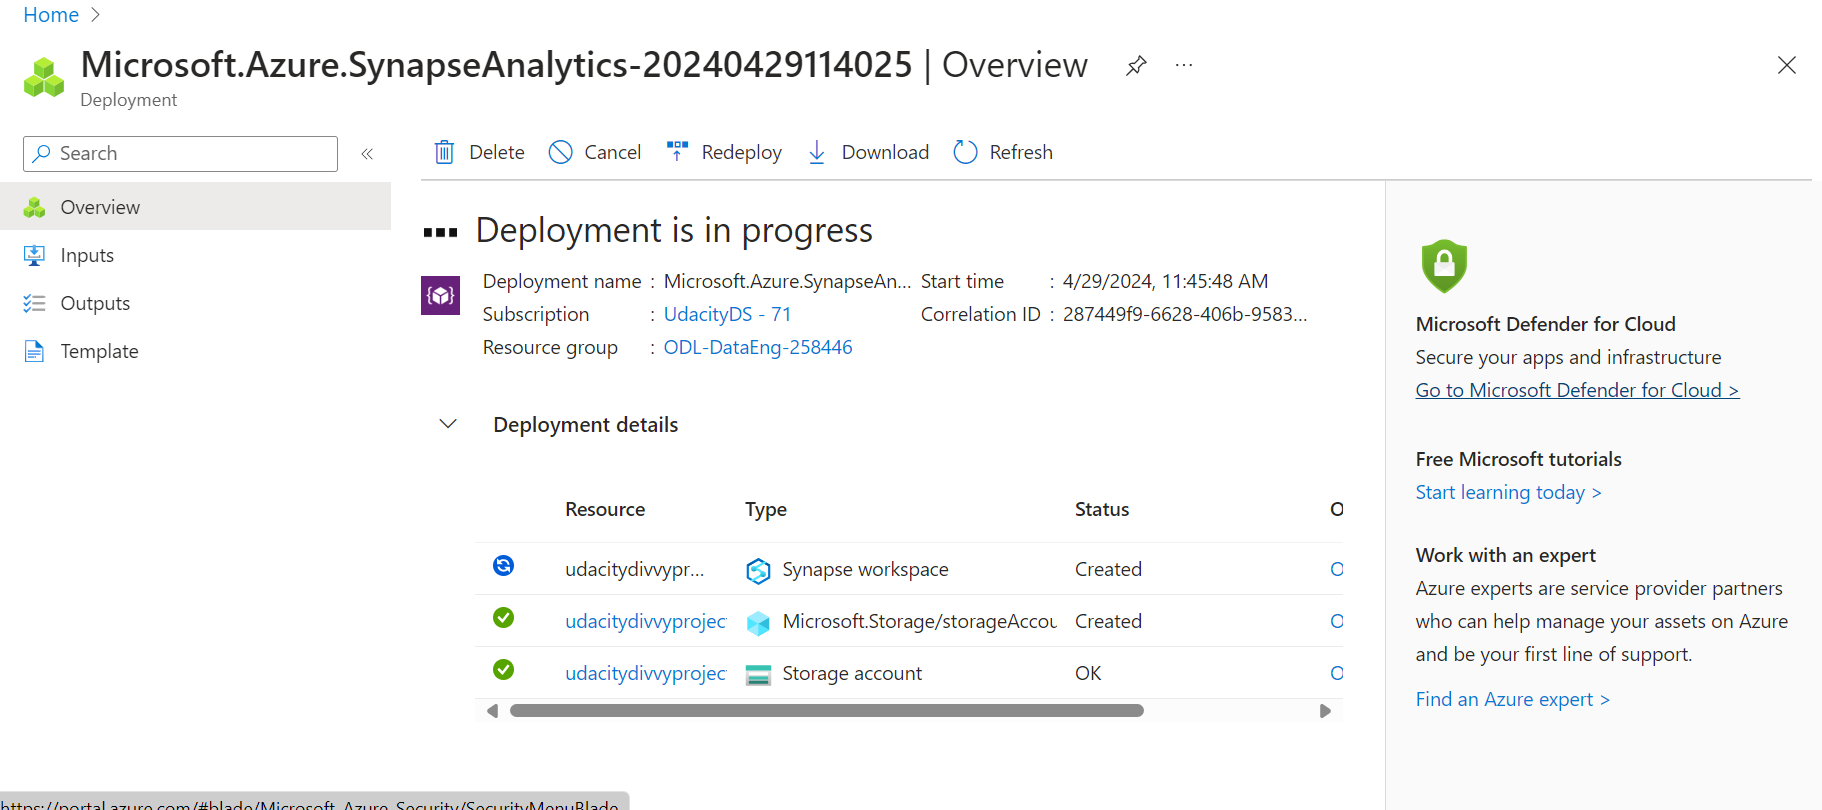 Home >
Microsoft.Azure.SynapseAnalytics-20240429114025 | Overview ...
Deployment
Search «
Delete Cancel Redeploy Download Refresh
Overview
Inputs
Outputs
Template
Deployment is in progress
Deployment name : Microsoft.Azure.SynapseAn... Start time : 4/29/2024, 11:45:48 AM
Subscription : UdacityDS - 71 Correlation ID : 287449f9-6628-406b-9583...
Resource group : ODL-DataEng-258446
Deployment details
Resource Type Status O
udacitydivvypr... Synapse workspace Created O
udacitydivvyprojec Microsoft.Storage/storageAccou Created O
udacitydivvyprojec Storage account OK O
Microsoft Defender for Cloud
Secure your apps and infrastructure
Go to Microsoft Defender for Cloud >
Free Microsoft tutorials
Start learning today >
Work with an expert
Azure experts are service provider partners
who can help manage your assets on Azure
and be your first line of support.
Find an Azure expert >
https://portal.azure.com/#blade/Microsoft_Azure_Security/SecurityMenuBlade